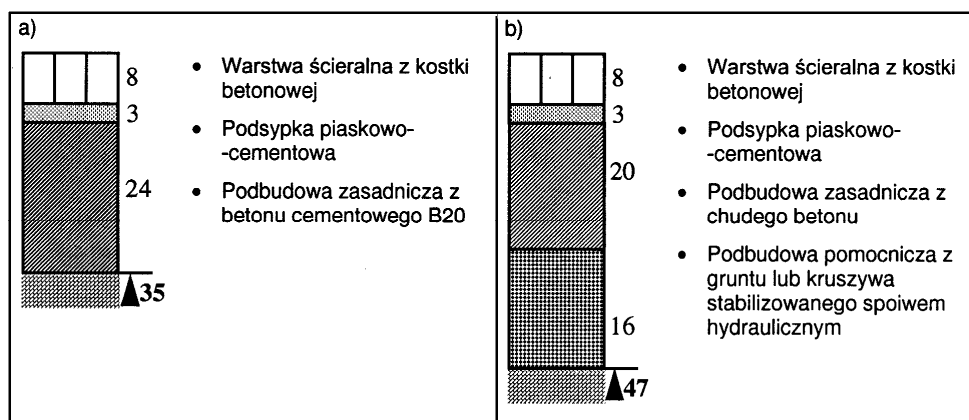 a)
8
3
24
35
• Warstwa ścieralna z kostki
betonowej
• Podsypka piaskowo-
-cementowa
• Podbudowa zasadnicza z
betonu cementowego B20
b)
8
3
20
16
47
• Warstwa ścieralna z kostki
betonowej
• Podsypka piaskowo-
-cementowa
• Podbudowa zasadnicza z
chudego betonu
• Podbudowa pomocnicza z
gruntu lub kruszywa
stabilizowanego spoiwem
hydraulicznym